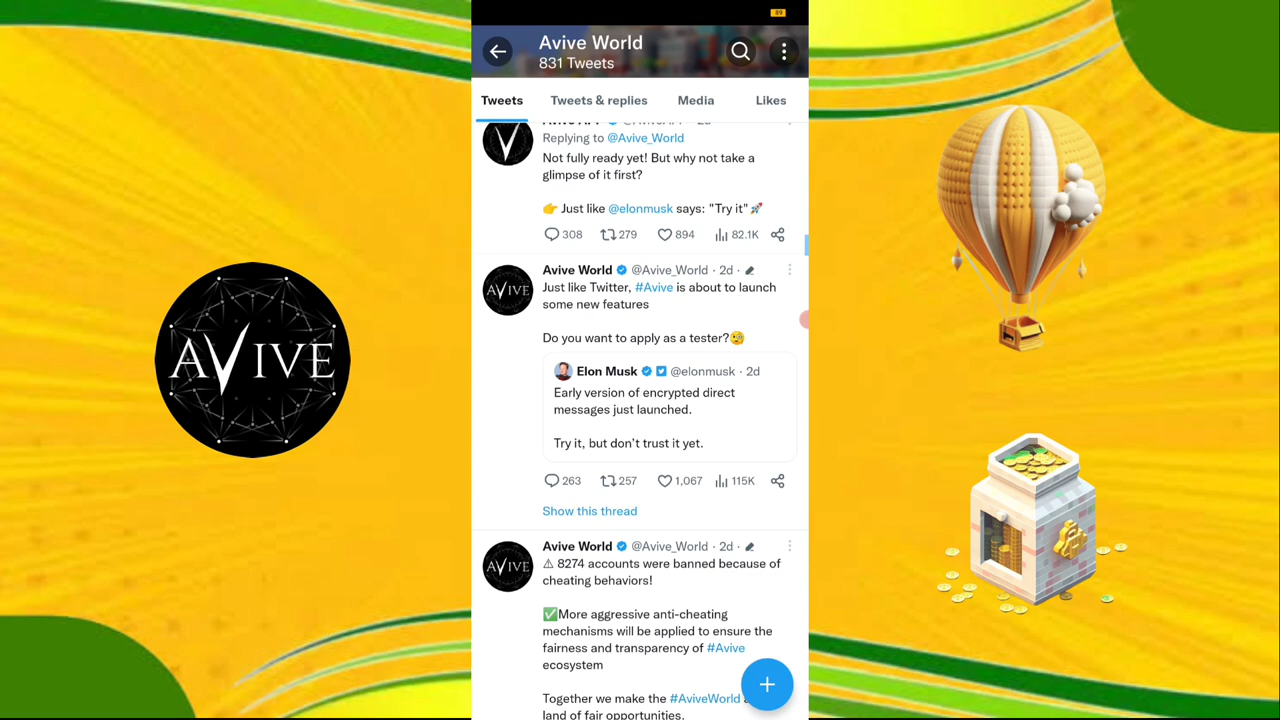 89
Avive World
831 Tweets
Tweets Tweets & replies Media Likes
Replying to @Avive_World
Not fully ready yet! But why not take a
glimpse of it first?
👉 Just like @elonmusk says: "Try it"🚀
308 279 894 82.1K
Avive World @Avive_World · 2d ·
Just like Twitter, #Avive is about to launch
some new features
Do you want to apply as a tester?🧐
Elon Musk @elonmusk · 2d
Early version of encrypted direct
messages just launched.
Try it, but don't trust it yet.
263 257 1,067 115K
Show this thread
Avive World @Avive_World · 2d ·
⚠ 8274 accounts were banned because of
cheating behaviors!
✅More aggressive anti-cheating
mechanisms will be applied to ensure the
fairness and transparency of #Avive
ecosystem
Together we make the #AviveWorld
land of fair opportunities.
AVIVE
V
AVIVE
AVIVE